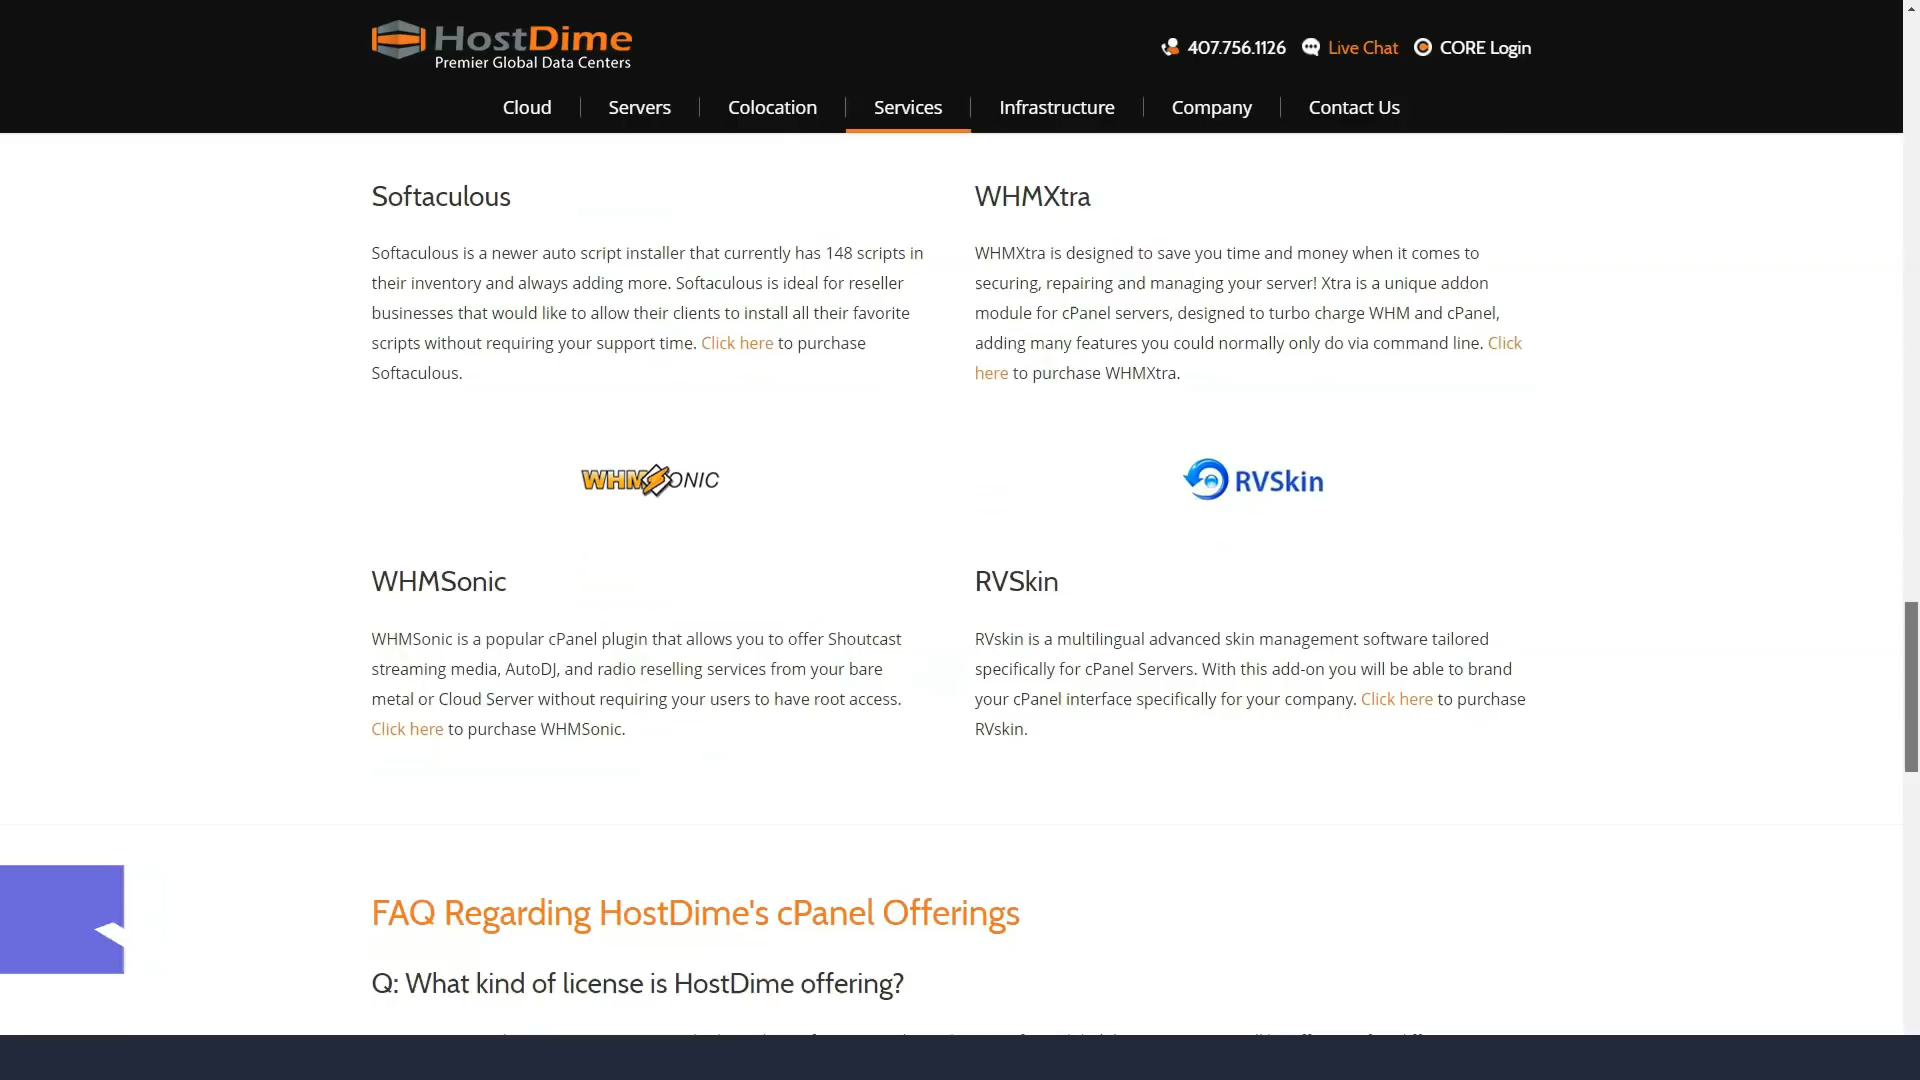 HostDime
Premier Global Data Centers
407.756.1126 Live Chat CORE Login
Cloud Servers Colocation Services Infrastructure Company Contact Us
Softaculous
Softaculous is a newer auto script installer that currently has 148 scripts in
their inventory and always adding more. Softaculous is ideal for reseller
businesses that would like to allow their clients to install all their favorite
scripts without requiring your support time. Click here to purchase
Softaculous.
WHMXtra
WHMXtra is designed to save you time and money when it comes to
securing, repairing and managing your server! Xtra is a unique addon
module for cPanel servers, designed to turbo charge WHM and cPanel,
adding many features you could normally only do via command line. Click
here to purchase WHMXtra.
WHMSONIC
RVSkin
WHMSonic
WHMSonic is a popular cPanel plugin that allows you to offer Shoutcast
streaming media, AutoDJ, and radio reselling services from your bare
metal or Cloud Server without requiring your users to have root access.
Click here to purchase WHMSonic.
RVSkin
RVskin is a multilingual advanced skin management software tailored
specifically for cPanel Servers. With this add-on you will be able to brand
your cPanel interface specifically for your company. Click here to purchase
RVskin.
FAQ Regarding HostDime's cPanel Offerings
Q: What kind of license is HostDime offering?